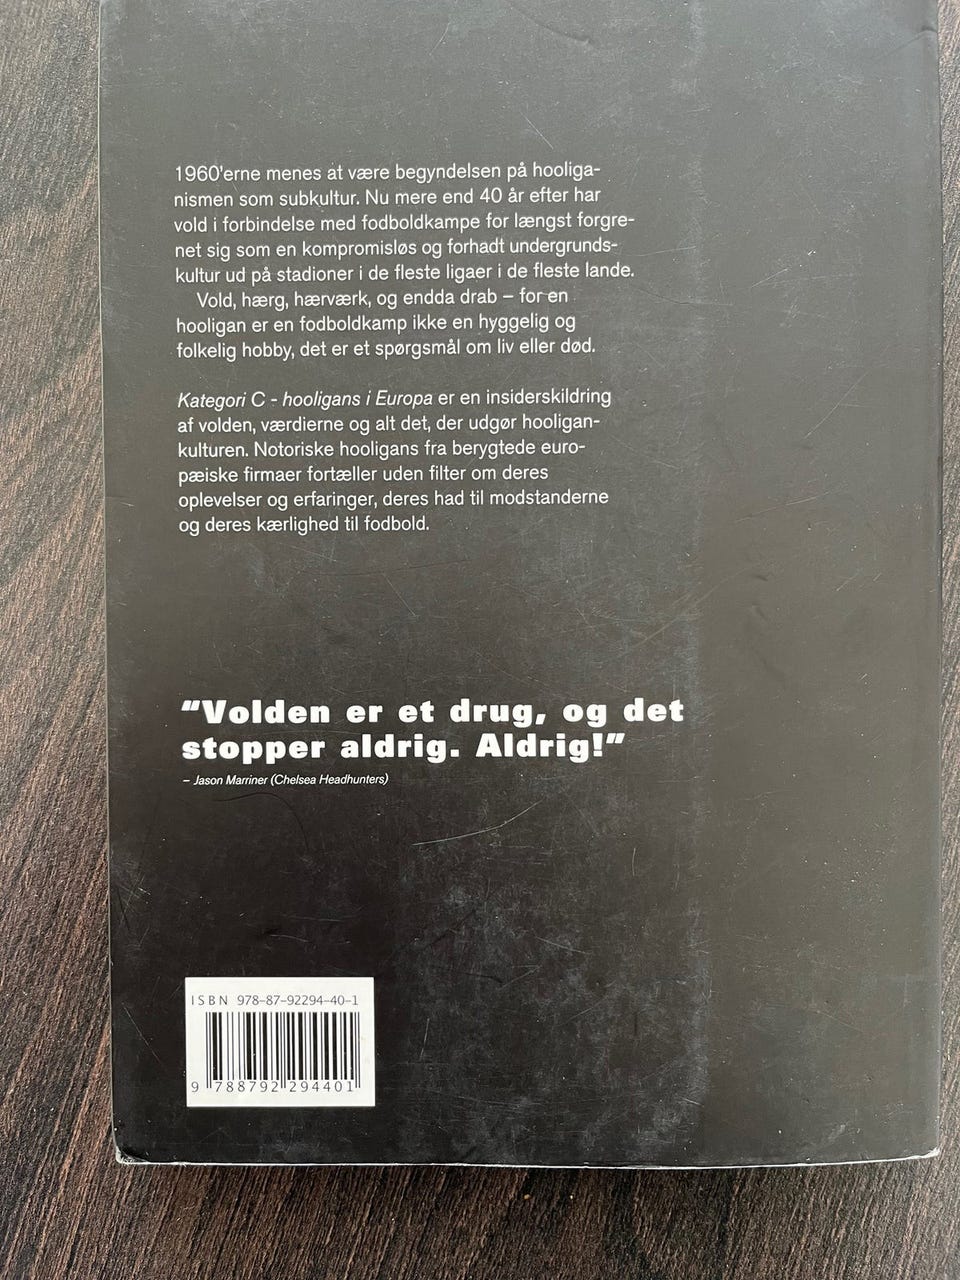 1960'erne menes at være begyndelsen på hooliga-
nismen som subkultur. Nu mere end 40 år efter har
vold i forbindelse med fodboldkampe for længst forgre-
net sig som en kompromisløs og forhadt undergrunds-
kultur ud på stadioner i de fleste ligaer i de fleste lande.
Vold, hærg, hærværk, og endda drab – for en
hooligan er en fodboldkamp ikke en hyggelig og
folkelig hobby, det er et spørgsmål om liv eller død.
Kategori C - hooligans i Europa er en insiderskildring
af volden, værdierne og alt det, der udgør hooligan-
kulturen. Notoriske hooligans fra berygtede euro-
pæiske firmaer fortæller uden filter om deres
oplevelser og erfaringer, deres had til modstanderne
og deres kærlighed til fodbold.
"Volden er et drug, og det
stopper aldrig. Aldrig!"
– Jason Marriner (Chelsea Headhunters)
ISBN 978-87-92294-40-1
9 788792 294401